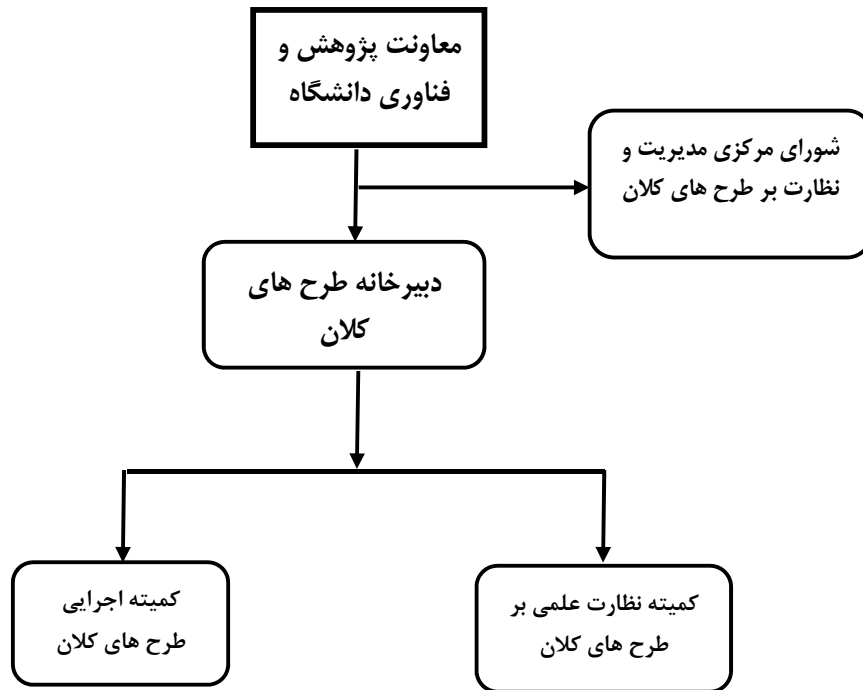 معاونت پژوهش و
فناوری دانشگاه
شورای مرکزی مدیریت و
نظارت بر طرح های کلان
دبیرخانه طرح های
کلان
کمیته نظارت علمی بر
طرح های کلان
کمیته اجرایی
طرح های کلان